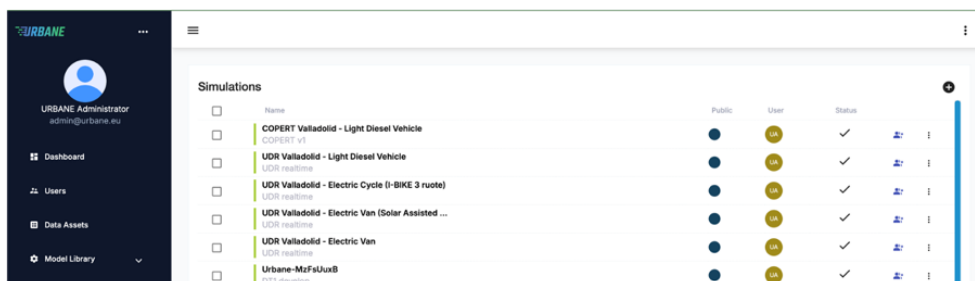 URBANE
URBANE Administrator
admin@urbane.eu
Dashboard
Users
Data Assets
Model Library
Simulations
Name Public User Status
COPERT Valladolid - Light Diesel Vehicle
COPERT v1
UA
UDR Valladolid - Light Diesel Vehicle
UDR realtime
UA
UDR Valladolid - Electric Cycle (I-BIKE 3 ruote)
UDR realtime
UA
UDR Valladolid - Electric Van (Solar Assisted ...
UDR realtime
UA
UDR Valladolid - Electric Van
UDR realtime
UA
Urbane-MzFsUuxB
UA